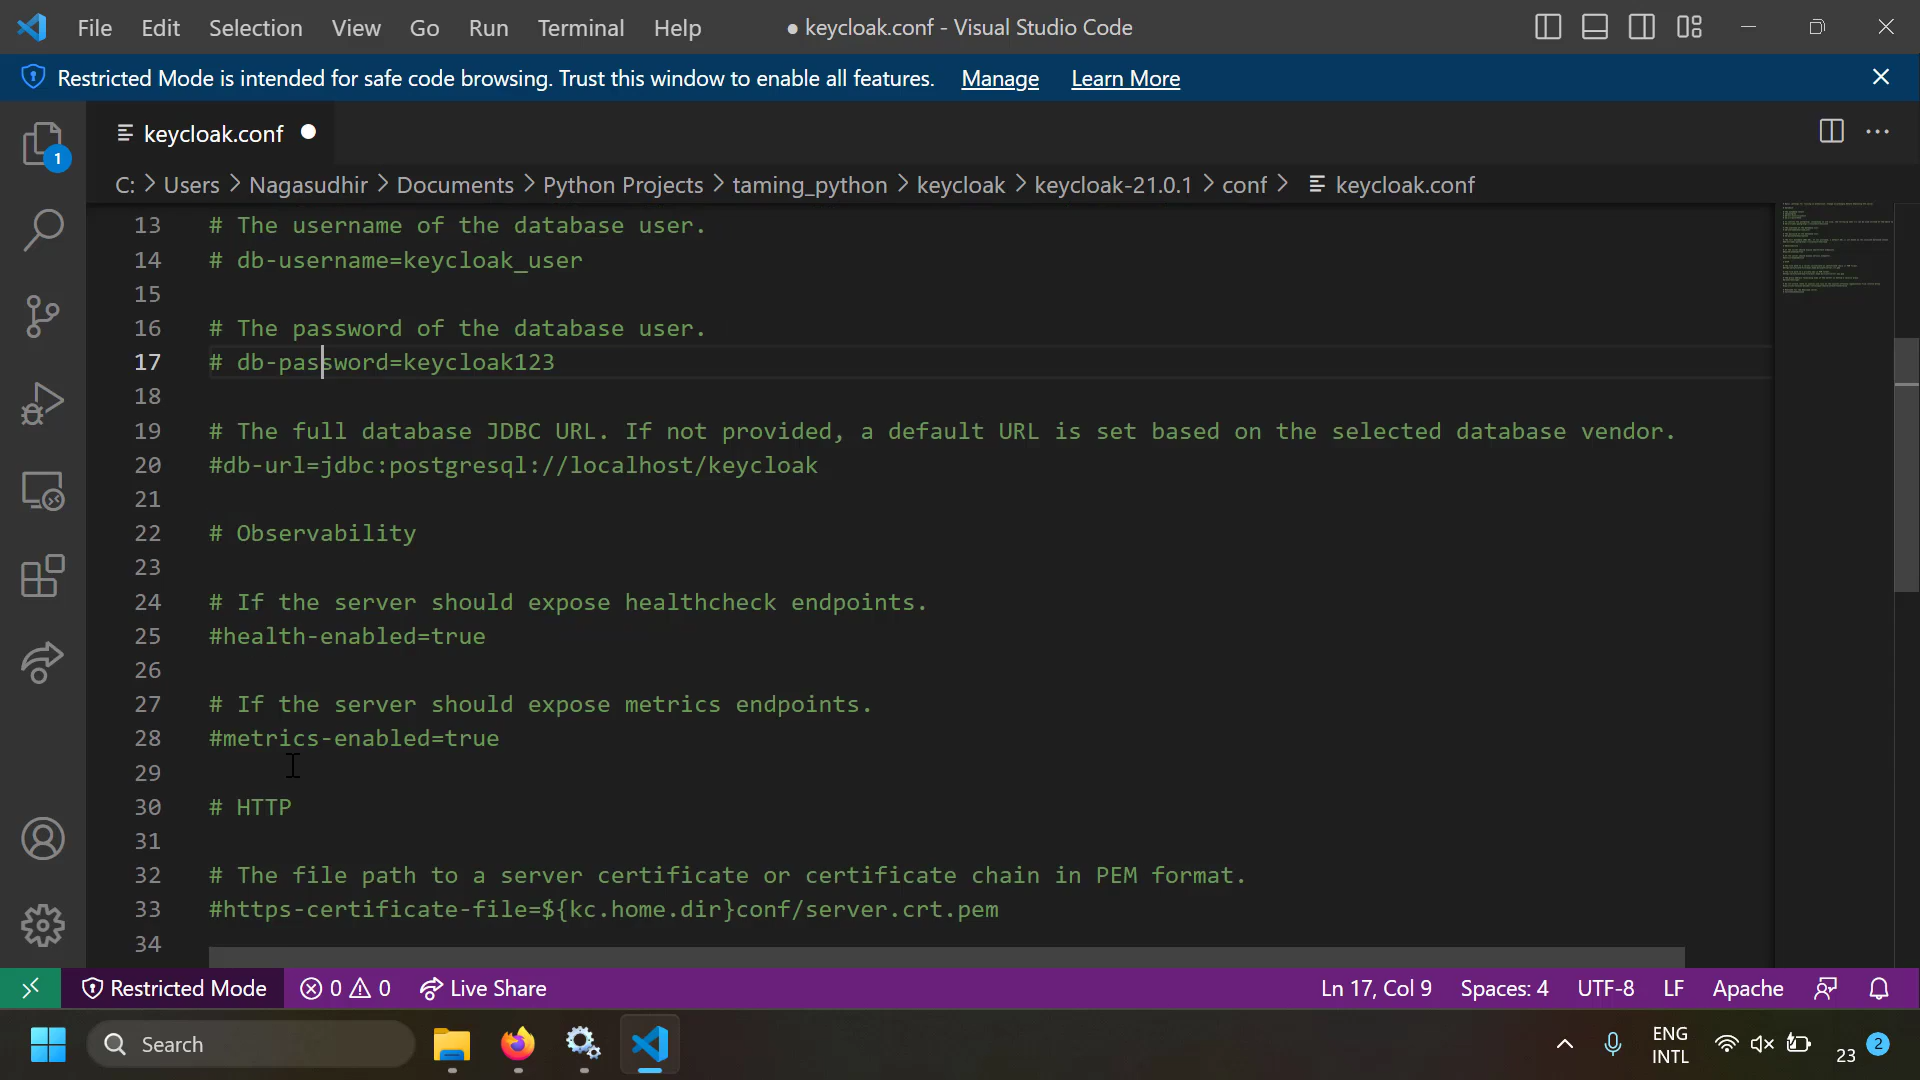 File Edit Selection View Go Run Terminal Help ● keycloak.conf - Visual Studio Code
Restricted Mode is intended for safe code browsing. Trust this window to enable all features. Manage Learn More
keycloak.conf
1
C: > Users > Nagasudhir > Documents > Python Projects > taming_python > keycloak > keycloak-21.0.1 > conf > keycloak.conf
13 # The username of the database user.
14 # db-username=keycloak_user
15
16 # The password of the database user.
17 # db-password=keycloak123
18
19 # The full database JDBC URL. If not provided, a default URL is set based on the selected database vendor.
20 #db-url=jdbc:postgresql://localhost/keycloak
21
22 # Observability
23
24 # If the server should expose healthcheck endpoints.
25 #health-enabled=true
26
27 # If the server should expose metrics endpoints.
28 #metrics-enabled=true
29
30 # HTTP
31
32 # The file path to a server certificate or certificate chain in PEM format.
33 #https-certificate-file=${kc.home.dir}conf/server.crt.pem
34
Restricted Mode 0 0 Live Share Ln 17, Col 9 Spaces: 4 UTF-8 LF Apache
Search
ENG
INTL
23 2